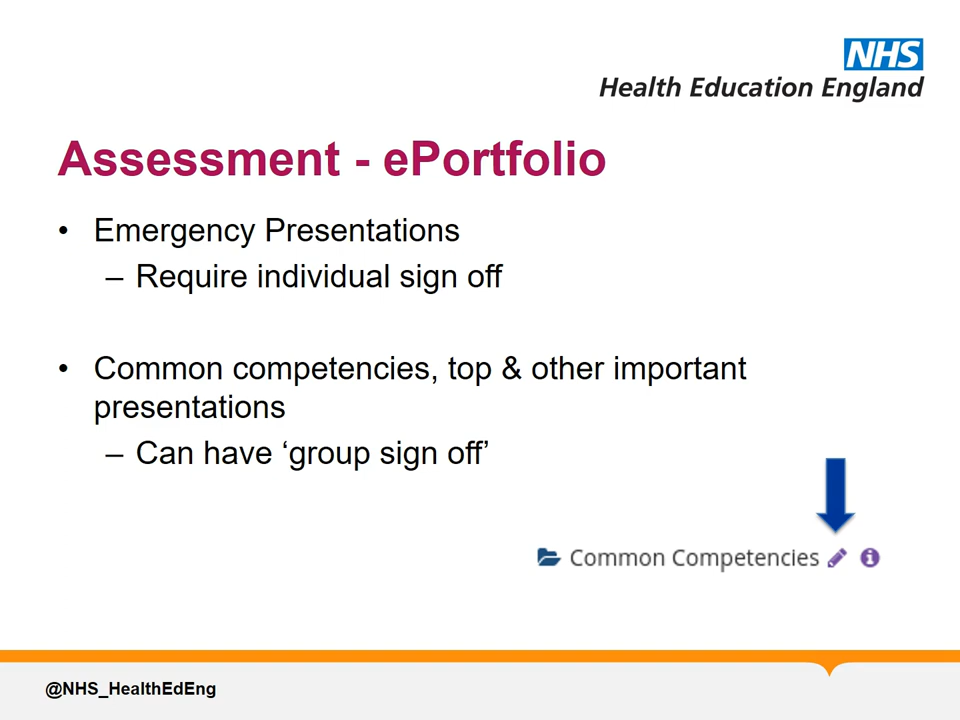 NHS
Health Education England
Assessment - ePortfolio
• Emergency Presentations
– Require individual sign off
• Common competencies, top & other important
presentations
– Can have ‘group sign off’
Common Competencies
@NHS_HealthEdEng